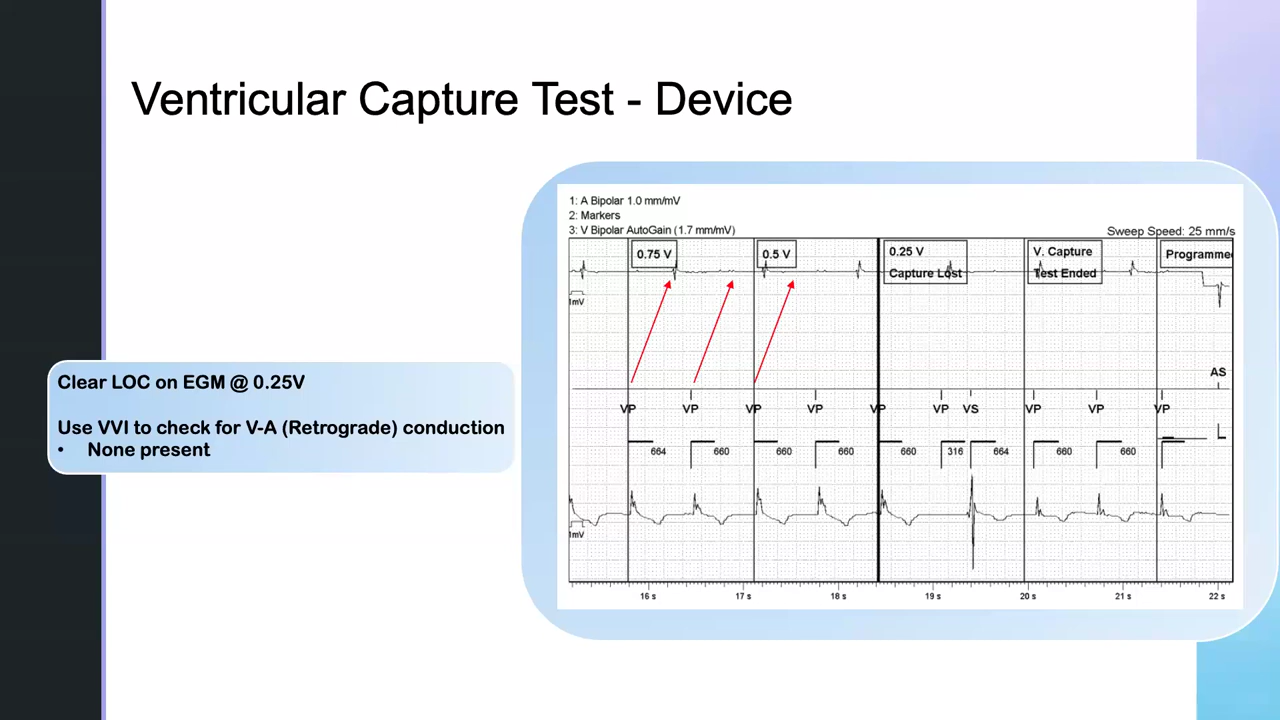 Ventricular Capture Test - Device
1: A Bipolar 1.0 mm/mV
2: Markers
3: V Bipolar AutoGain (1.7 mm/mV)
Sweep Speed: 25 mm/s
0.75 V
0.5 V
0.25 V
Capture Lost
V. Capture
Test Ended
Programme
1mV
AS
VP VP VP VP VP VP VS VP VP VP
664 660 660 660 660 316 664 660 660
1mV
16 s 17 s 18 s 19 s 20 s 21 s 22 s
Clear LOC on EGM @ 0.25V
Use VVI to check for V-A (Retrograde) conduction
• None present